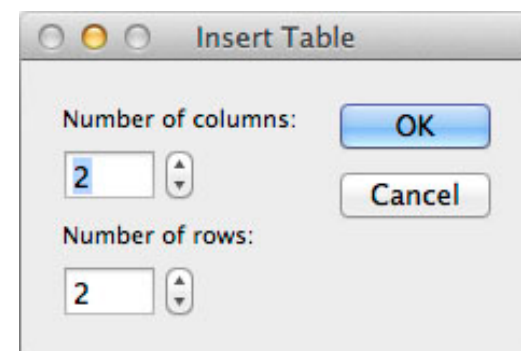 Insert Table
Number of columns:
OK
2
Cancel
Number of rows:
2